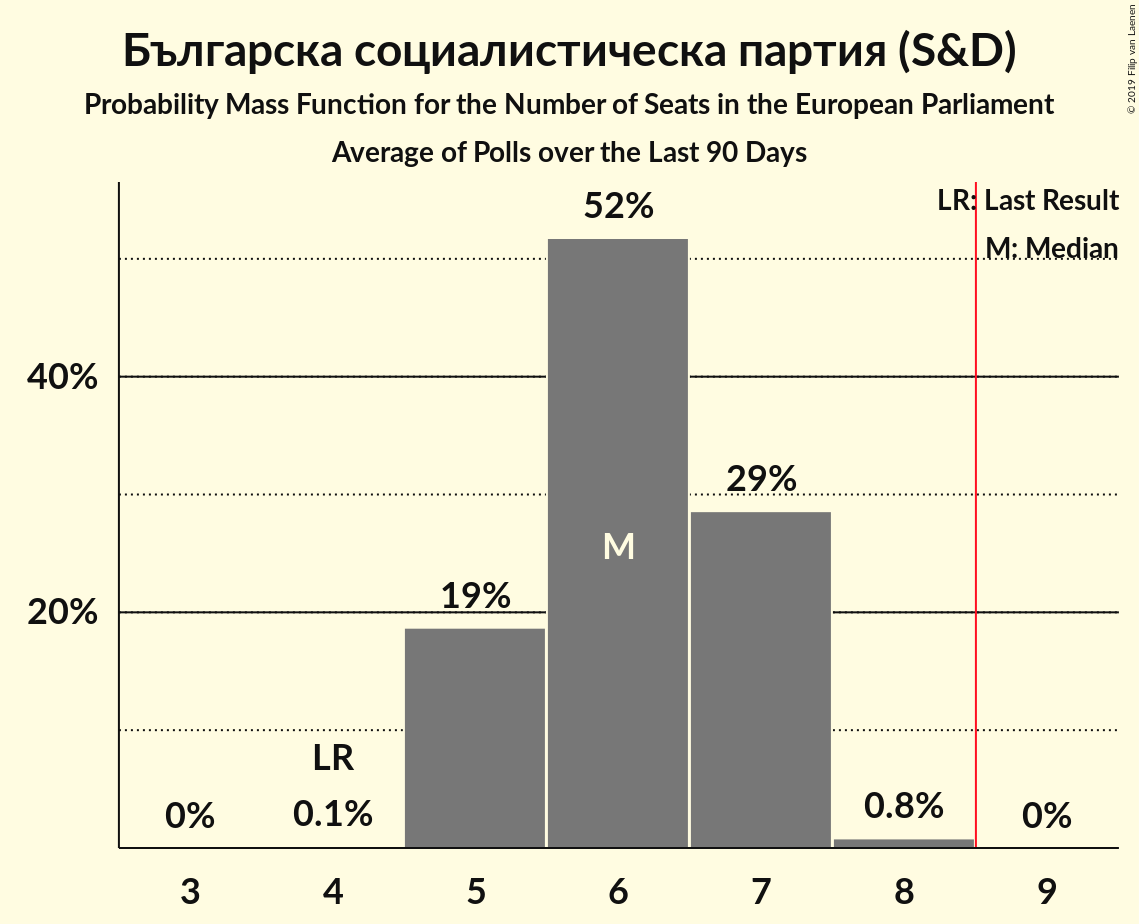 Българска социалистическа партия (S&D)
Probability Mass Function for the Number of Seats in the European Parliament
Average of Polls over the Last 90 Days
© 2019 Filip van Laenen
LR: Last Result
M: Median
52%
40%
29%
M
20%
19%
LR
0% 0.1% 0.8% 0%
3 4 5 6 7 8 9